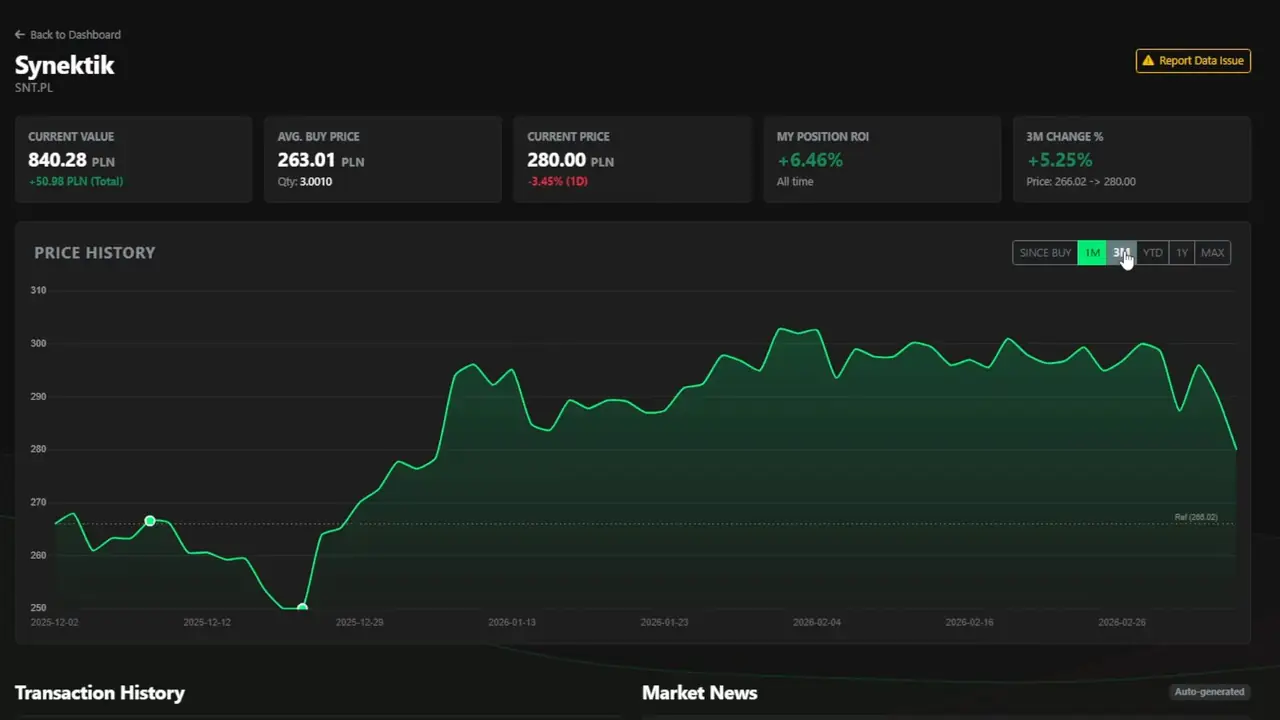 Back to Dashboard
Synektik
SNT.PL
Report Data Issue
CURRENT VALUE
840.28 PLN
+50.98 PLN (Total)
AVG. BUY PRICE
263.01 PLN
Qty: 3.0010
CURRENT PRICE
280.00 PLN
-3.45% (1D)
MY POSITION ROI
+6.46%
All time
3M CHANGE %
+5.25%
Price: 266.02 -> 280.00
PRICE HISTORY
SINCE BUY 1M 3M YTD 1Y MAX
310
300
290
280
270
260
250
Ref (266.02)
2025-12-02 2025-12-12 2025-12-29 2026-01-13 2026-01-23 2026-02-04 2026-02-16 2026-02-26
Transaction History
Market News
Auto-generated